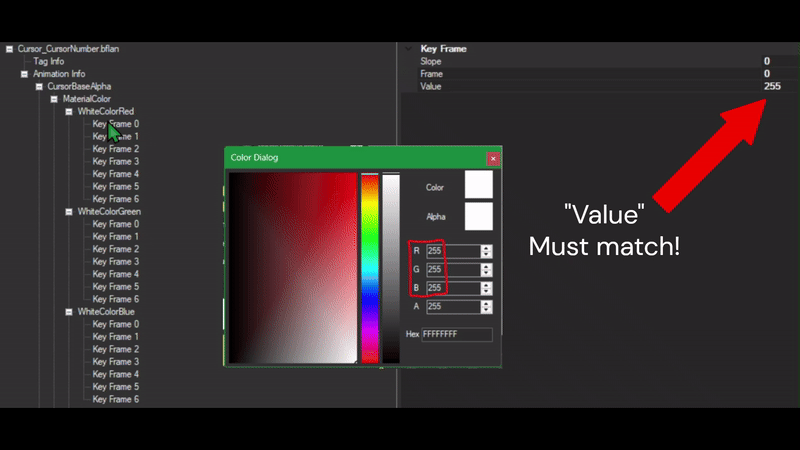 Cursor_CursorNumber.bflan
Tag Info
Animation Info
CursorBaseAlpha
MaterialColor
WhiteColorRed
Key Frame 0
Key Frame 1
Key Frame 2
Key Frame 3
Key Frame 4
Key Frame 5
Key Frame 6
WhiteColorGreen
Key Frame 0
Key Frame 1
Key Frame 2
Key Frame 3
Key Frame 4
Key Frame 5
Key Frame 6
WhiteColorBlue
Key Frame 0
Key Frame 1
Key Frame 2
Key Frame 3
Key Frame 4
Key Frame 5
Key Frame 6
Color Dialog
Color
Alpha
R 255
G 255
B 255
A 255
Hex FFFFFFFF
Key Frame
Slope 0
Frame 0
Value 255
"Value"
Must match!